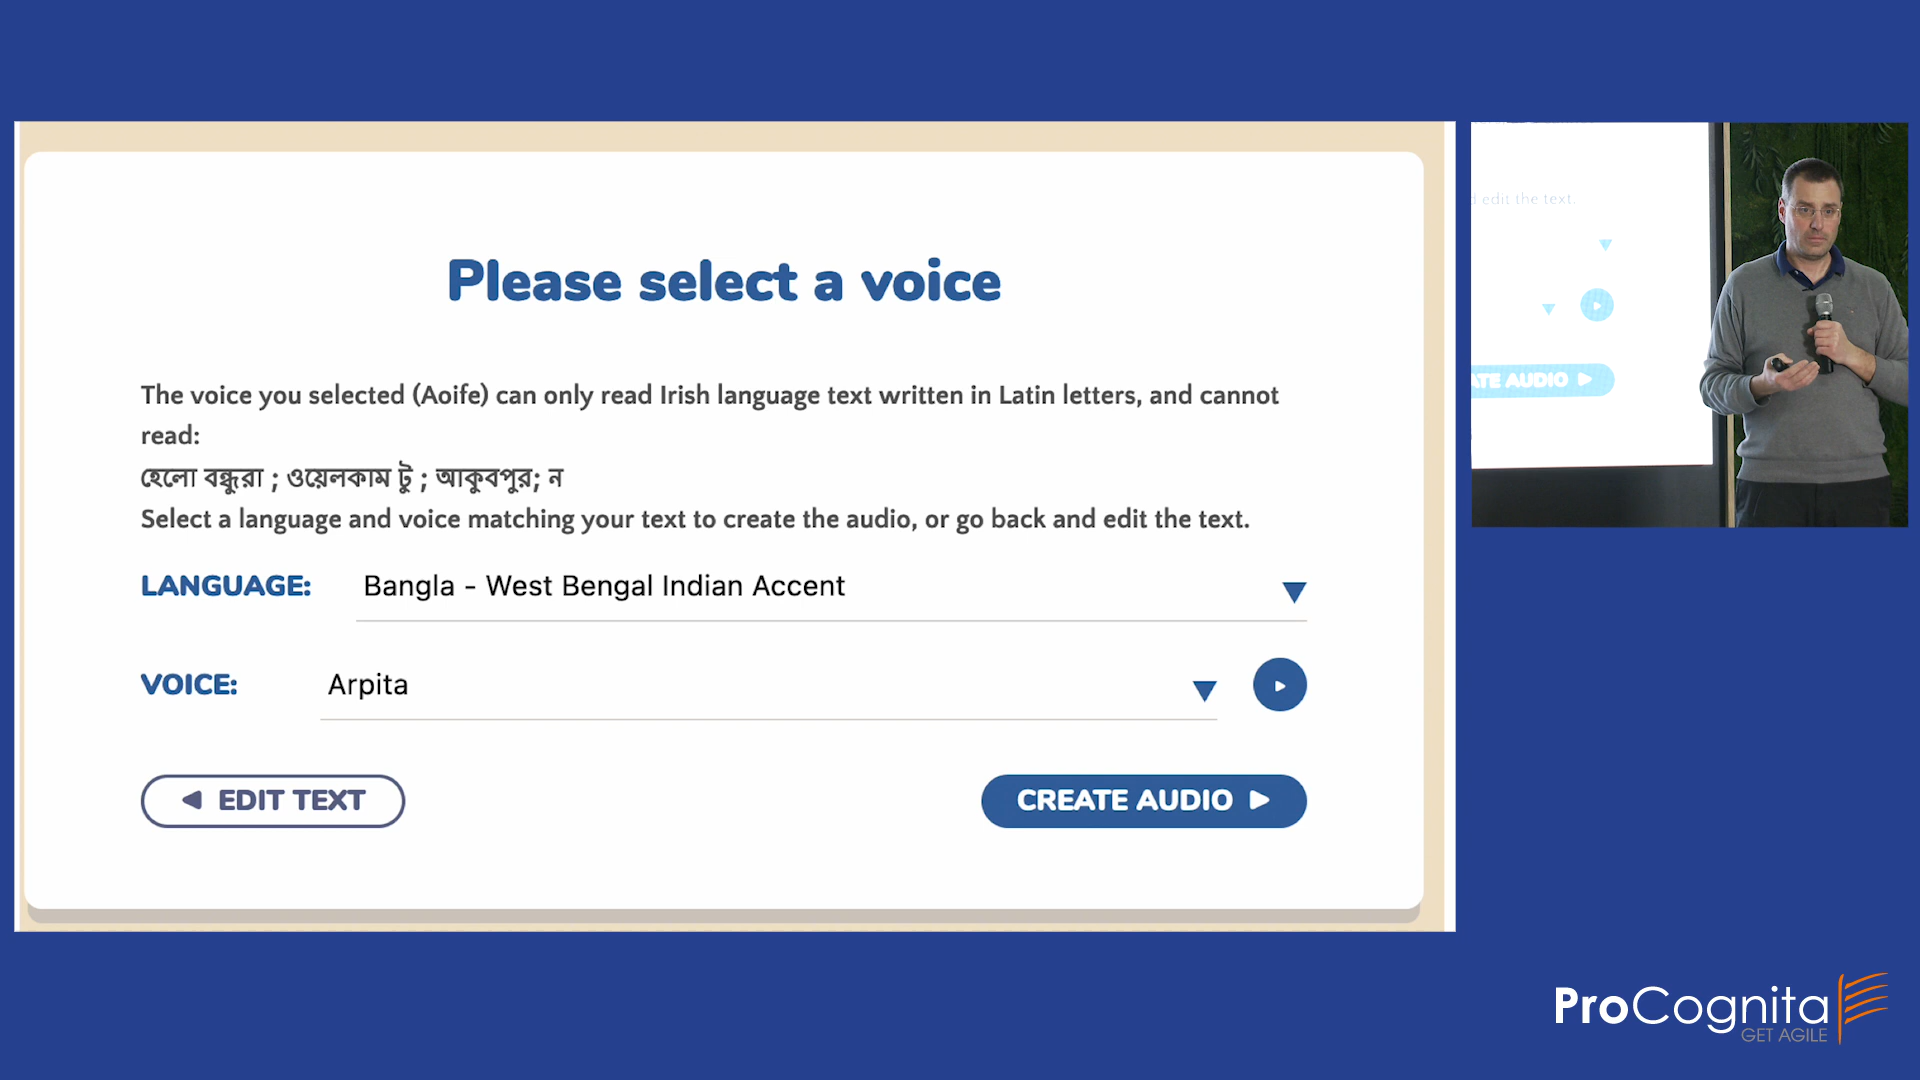 Please select a voice
The voice you selected (Aoife) can only read Irish language text written in Latin letters, and cannot
read:
হেলো বন্ধুরা ; ওয়েলকাম টু ; আকুবপুর; ন
Select a language and voice matching your text to create the audio, or go back and edit the text.
LANGUAGE: Bangla - West Bengal Indian Accent
VOICE: Arpita
EDIT TEXT
CREATE AUDIO
edit the text.
ATE AUDIO
ProCognita
GET AGILE